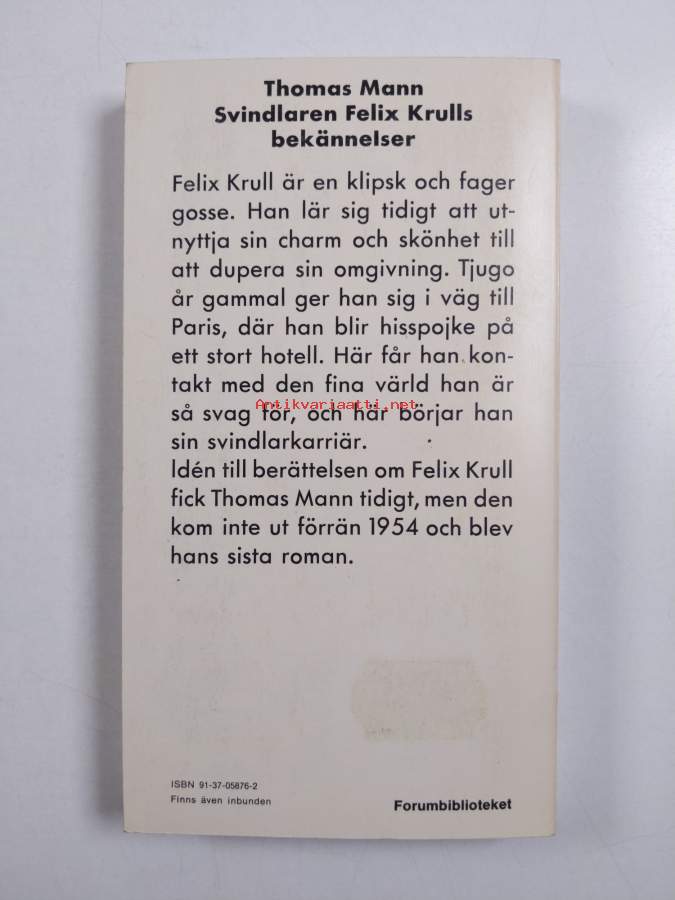 Thomas Mann
Svindlaren Felix Krulls
bekännelser
Felix Krull är en klipsk och fager
gosse. Han lär sig tidigt att ut-
nyttja sin charm och skönhet till
att dupera sin omgivning. Tjugo
år gammal ger han sig i väg till
Paris, där han blir hisspojke på
ett stort hotell. Här får han kon-
takt med den fina värld han är
så svag för, och här börjar han
Antikvariaatti.net
sin svindlarkarriär.
Idén till berättelsen om Felix Krull
fick Thomas Mann tidigt, men den
kom inte ut förrän 1954 och blev
hans sista roman.
ISBN 91-37-05876-2
Finns även inbunden
Forumbiblioteket